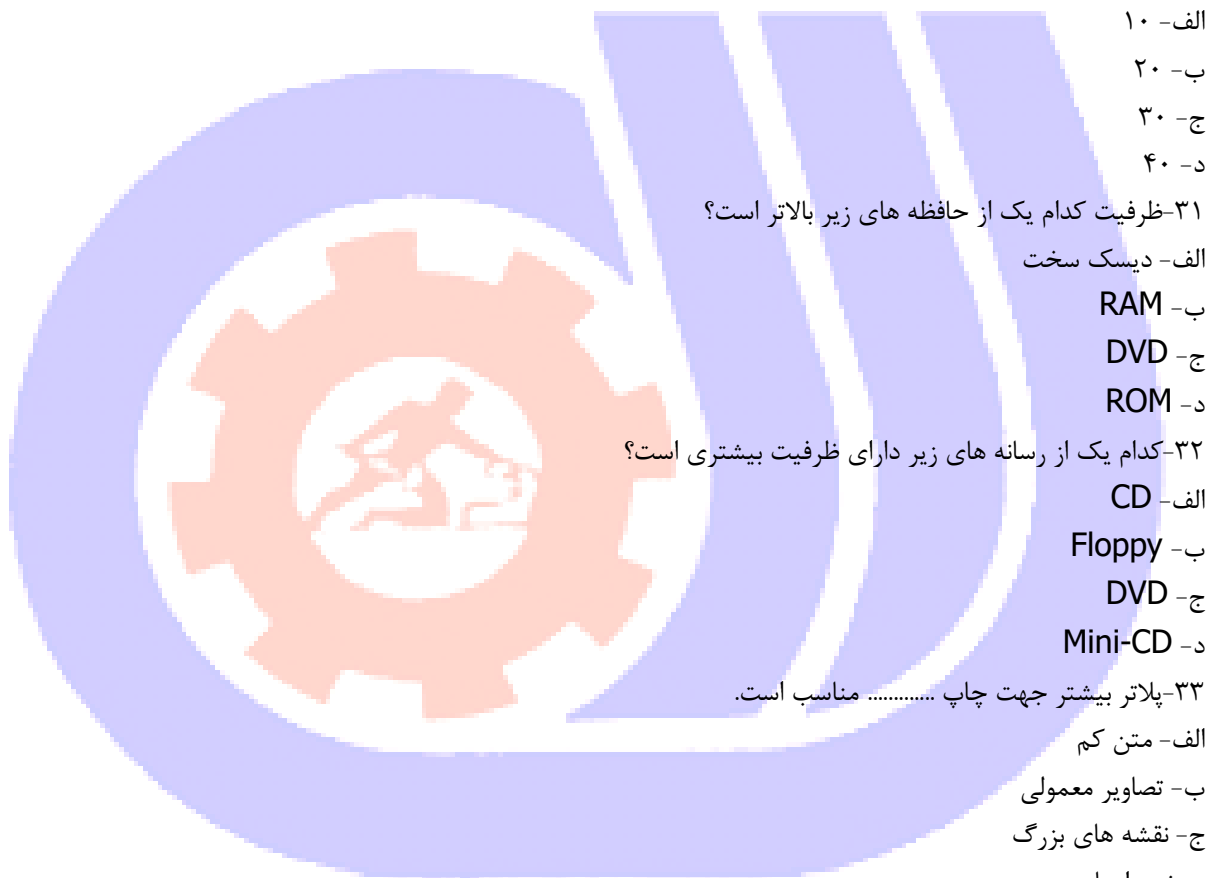 الف- ۱۰
ب- ۲۰
ج- ۳۰
د- ۴۰
۳۱-ظرفیت کدام یک از حافظه های زیر بالاتر است؟
الف- دیسک سخت
ب- RAM
ج- DVD
د- ROM
۳۲-کدام یک از رسانه های زیر دارای ظرفیت بیشتری است؟
الف- CD
ب- Floppy
ج- DVD
د- Mini-CD
۳۳-پلاتر بیشتر جهت چاپ ............. مناسب است.
الف- متن کم
ب- تصاویر معمولی
ج- نقشه های بزرگ